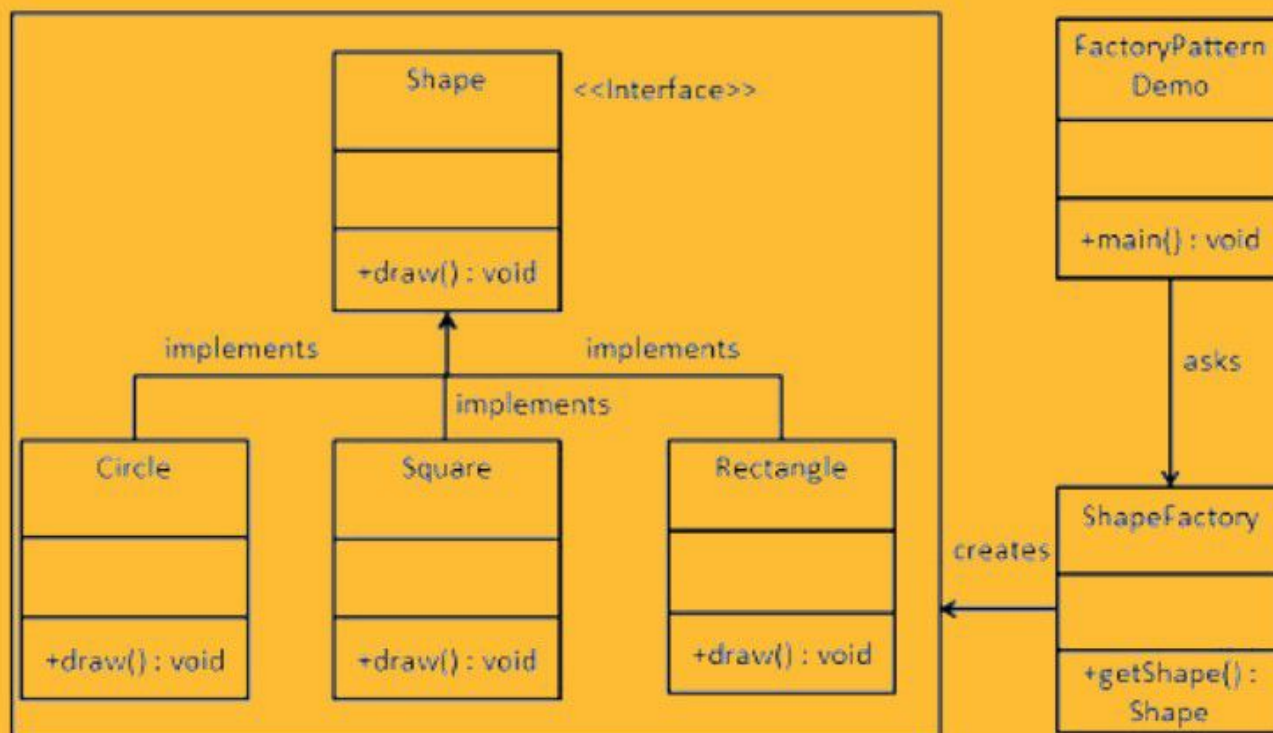 Shape
<<Interface>>
+draw() : void
implements
implements
implements
Circle
+draw() : void
Square
+draw() : void
Rectangle
+draw() : void
FactoryPattern
Demo
+main() : void
asks
ShapeFactory
creates
+getShape() :
Shape